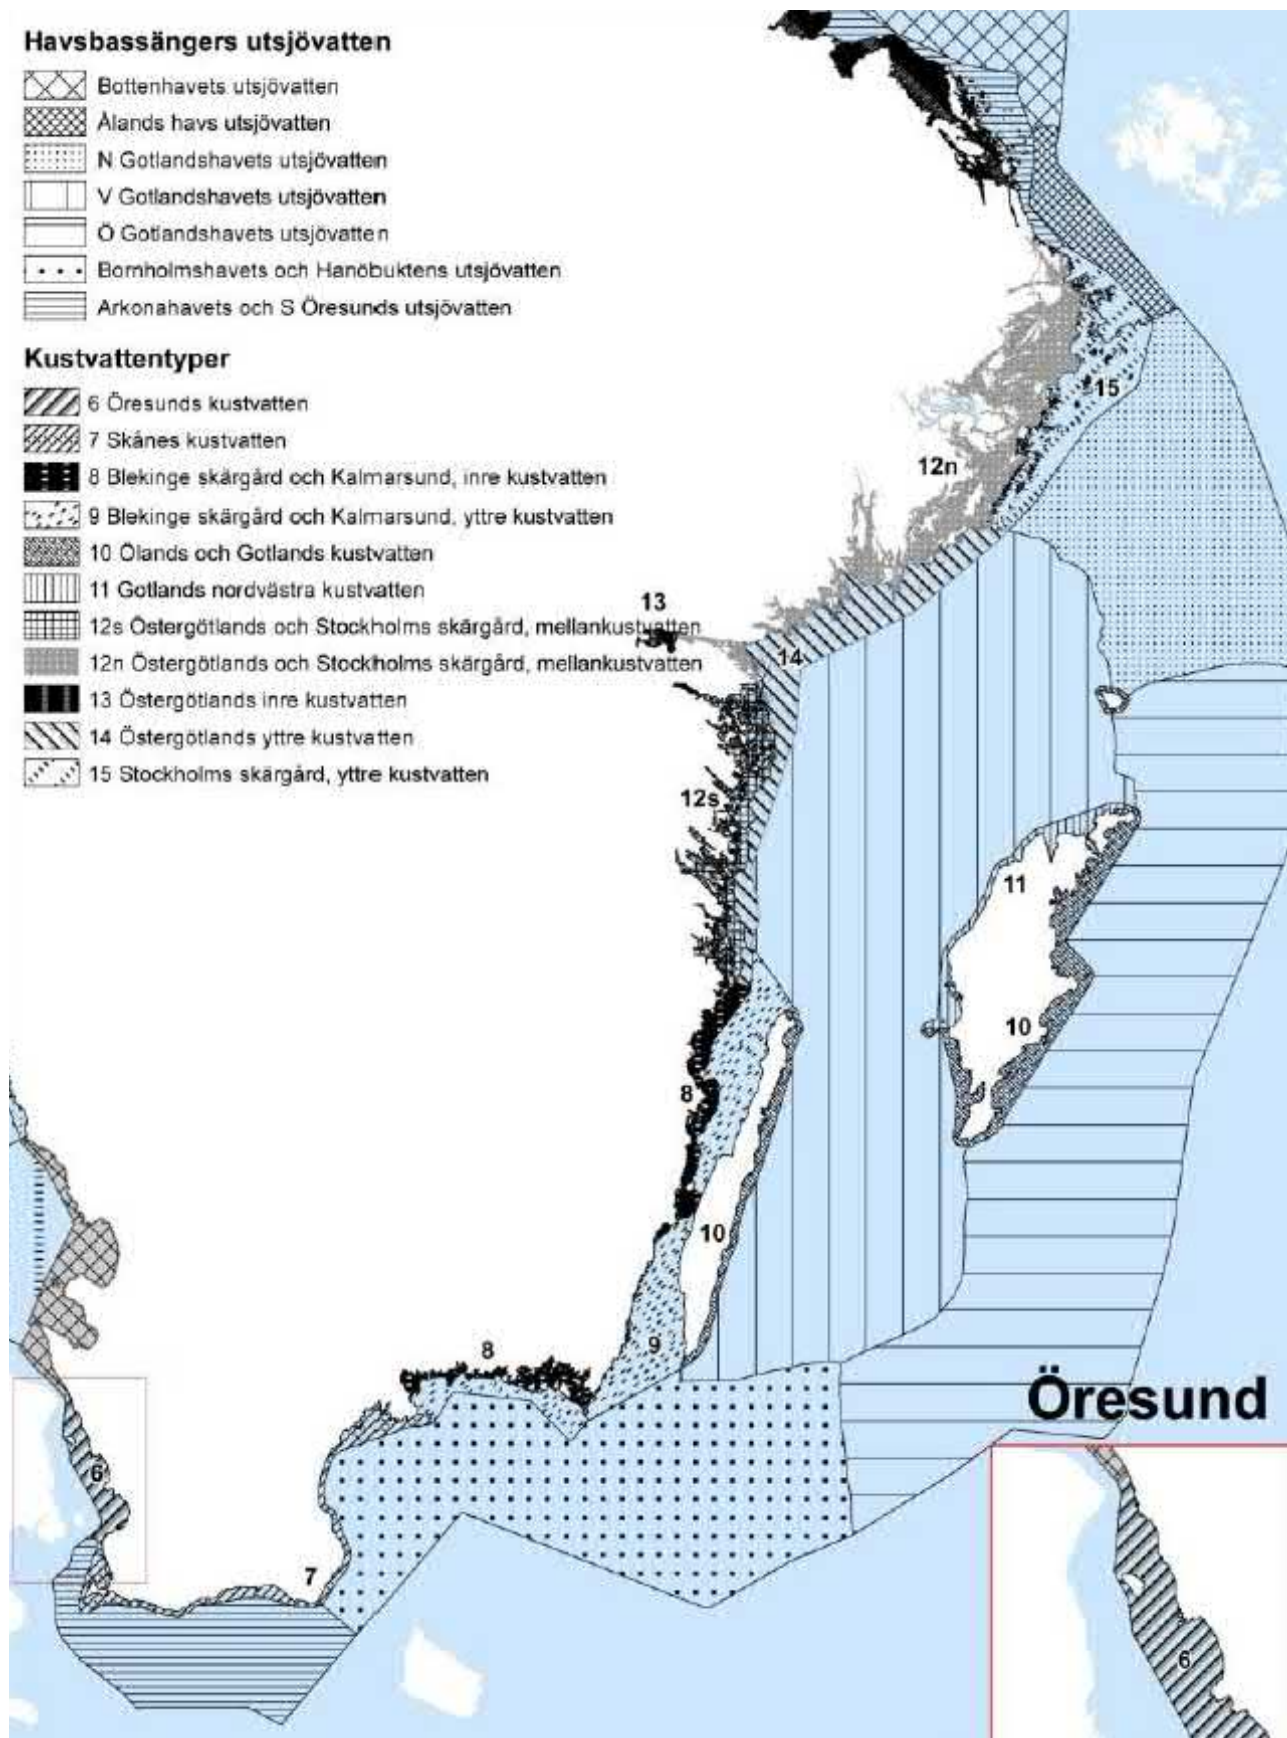 Havsbassängers utsjövatten
Bottenhavets utsjövatten
Ålands havs utsjövatten
N Gotlandshavets utsjövatten
V Gotlandshavets utsjövatten
Ö Gotlandshavets utsjövatten
Bornholmshavets och Hanöbuktens utsjövatten
Arkonahavets och S Öresunds utsjövatten
Kustvattentyper
6 Öresunds kustvatten
7 Skånes kustvatten
8 Blekinge skärgård och Kalmarsund, inre kustvatten
9 Blekinge skärgård och Kalmarsund, yttre kustvatten
10 Ölands och Gotlands kustvatten
11 Gotlands nordvästra kustvatten
12s Östergötlands och Stockholms skärgård, mellankustvatten
12n Östergötlands och Stockholms skärgård, mellankustvatten
13 Östergötlands inre kustvatten
14 Östergötlands yttre kustvatten
15 Stockholms skärgård, yttre kustvatten
15
12n
13
14
12s
11
10
8
10
9
8
Öresund
6
7
6